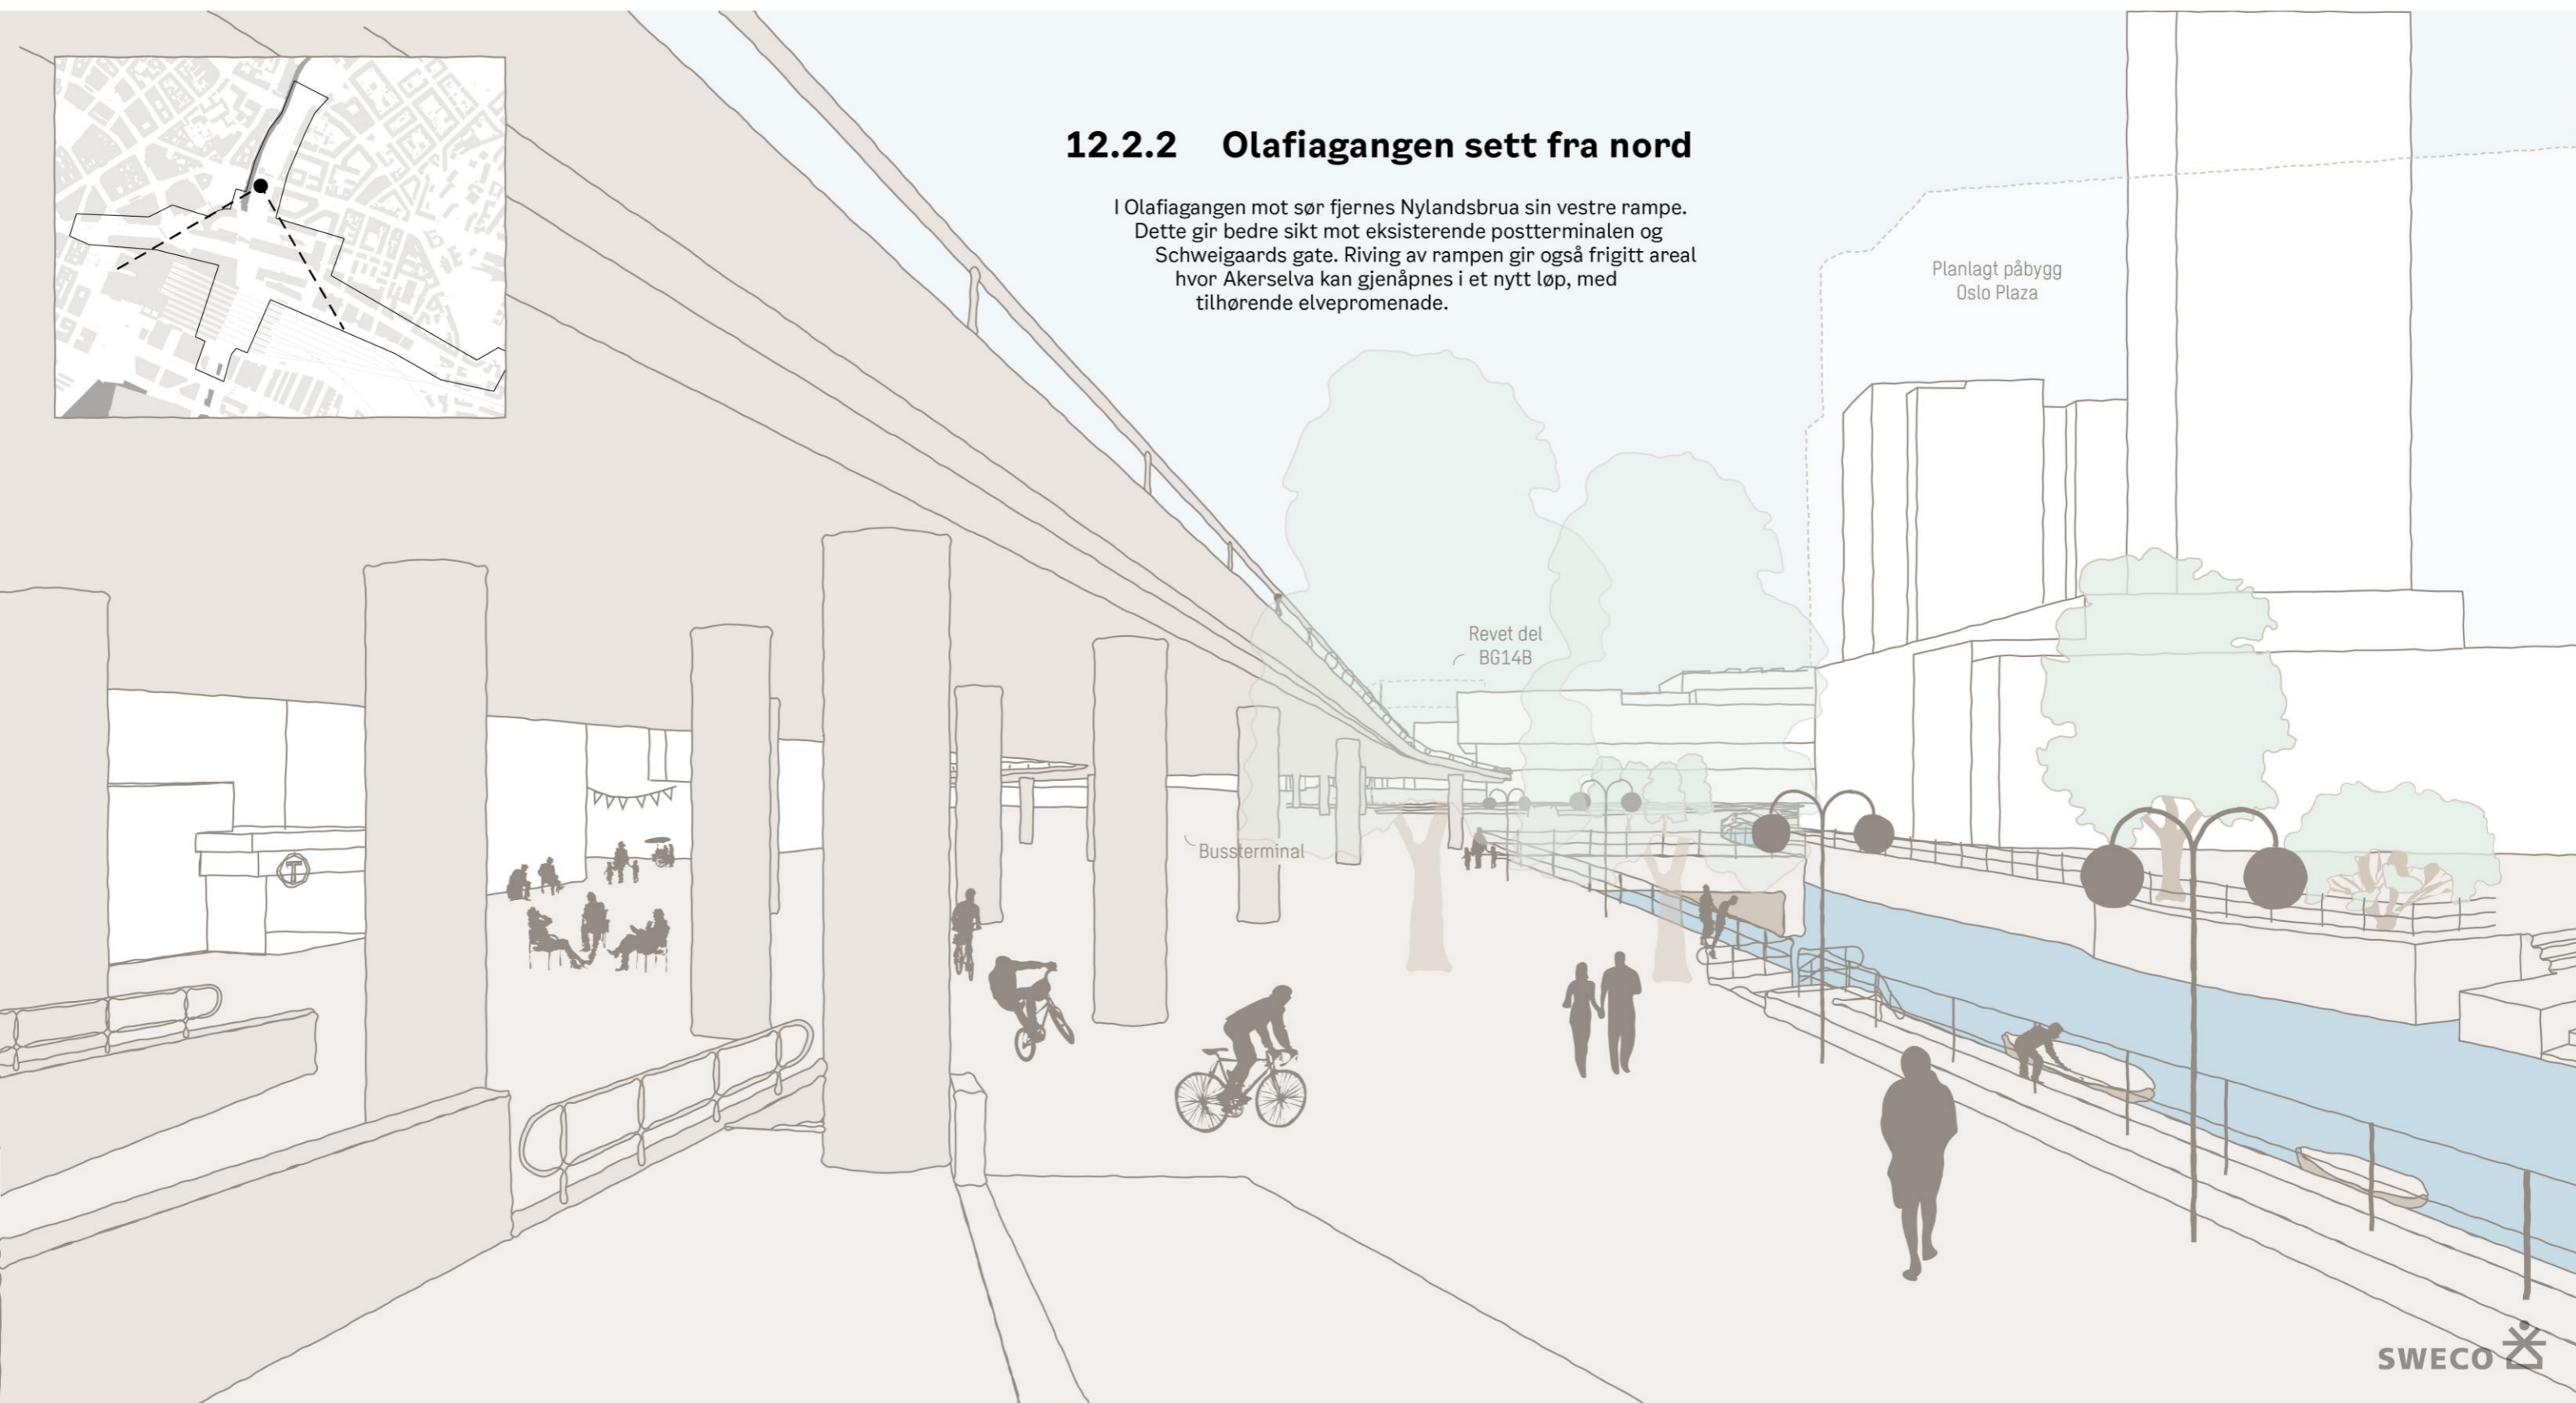 12.2.2 Olafiagangen sett fra nord
I Olafiagangen mot sør fjernes Nylandsbrua sin vestre rampe.
Dette gir bedre sikt mot eksisterende postterminalen og
Schweigaards gate. Riving av rampen gir også frigitt areal
hvor Akerselva kan gjenåpnes i et nytt løp, med
tilhørende elvepromenade.
Planlagt påbygg
Oslo Plaza
Revet del
BG14B
Bussterminal
T
SWECO